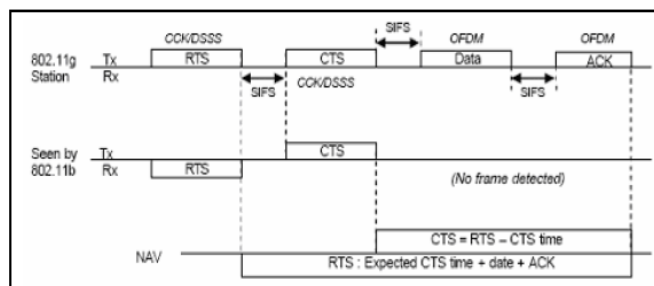 CCK/DSSS SIFS OFDM OFDM
802.11g Tx RTS CTS Data ACK
Station Rx SIFS CCK/DSSS SIFS
Seen by Tx CTS
802.11b Rx RTS (No frame detected)
CTS = RTS – CTS time
NAV RTS : Expected CTS time + date + ACK